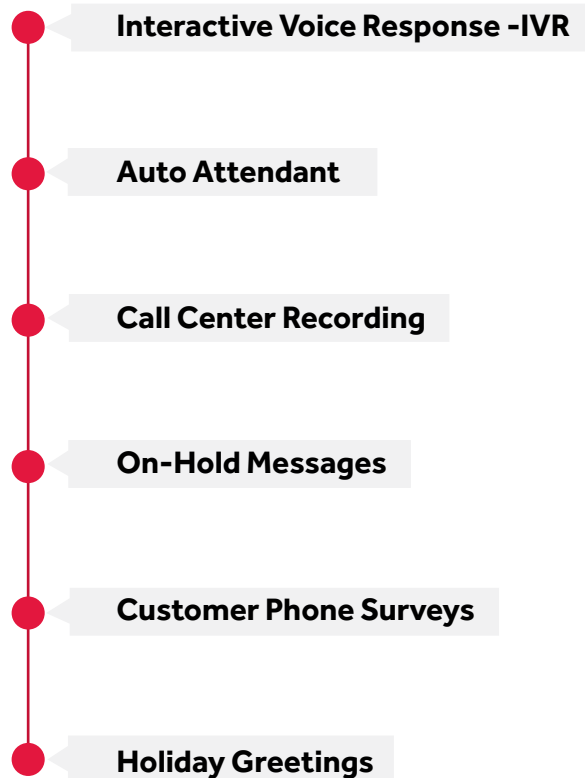 Interactive Voice Response -IVR
Auto Attendant
Call Center Recording
On-Hold Messages
Customer Phone Surveys
Holiday Greetings